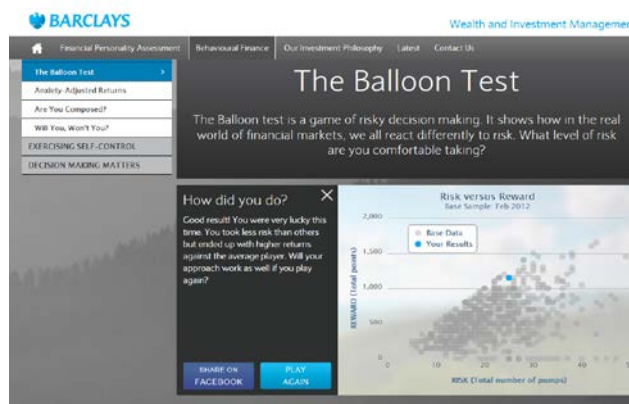 BARCLAYS
Wealth and Investment Managemen
Financial Personality Assessment
Behavioural Finance
Our Investment Philosophy
Latest
Contact Us
The Balloon Test
Anxiety-Adjusted Returns
Are You Composed?
Will You, Won't You?
EXERCISING SELF-CONTROL
DECISION MAKING MATTERS
The Balloon Test
The Balloon test is a game of risky decision making. It shows how in the real
world of financial markets, we all react differently to risk. What level of risk
are you comfortable taking?
How did you do?
Good result! You were very lucky this
time. You took less risk than others
but ended up with higher returns
against the average player. Will your
approach work as well if you play
again?
SHARE ON
FACEBOOK
PLAY
AGAIN
Risk versus Reward
Base Sample: Feb 2012
Base Data
Your Results
REWARD (Total points)
2,000
1,500
1,000
500
0
0
10
20
30
40
RISK (Total number of pumps)